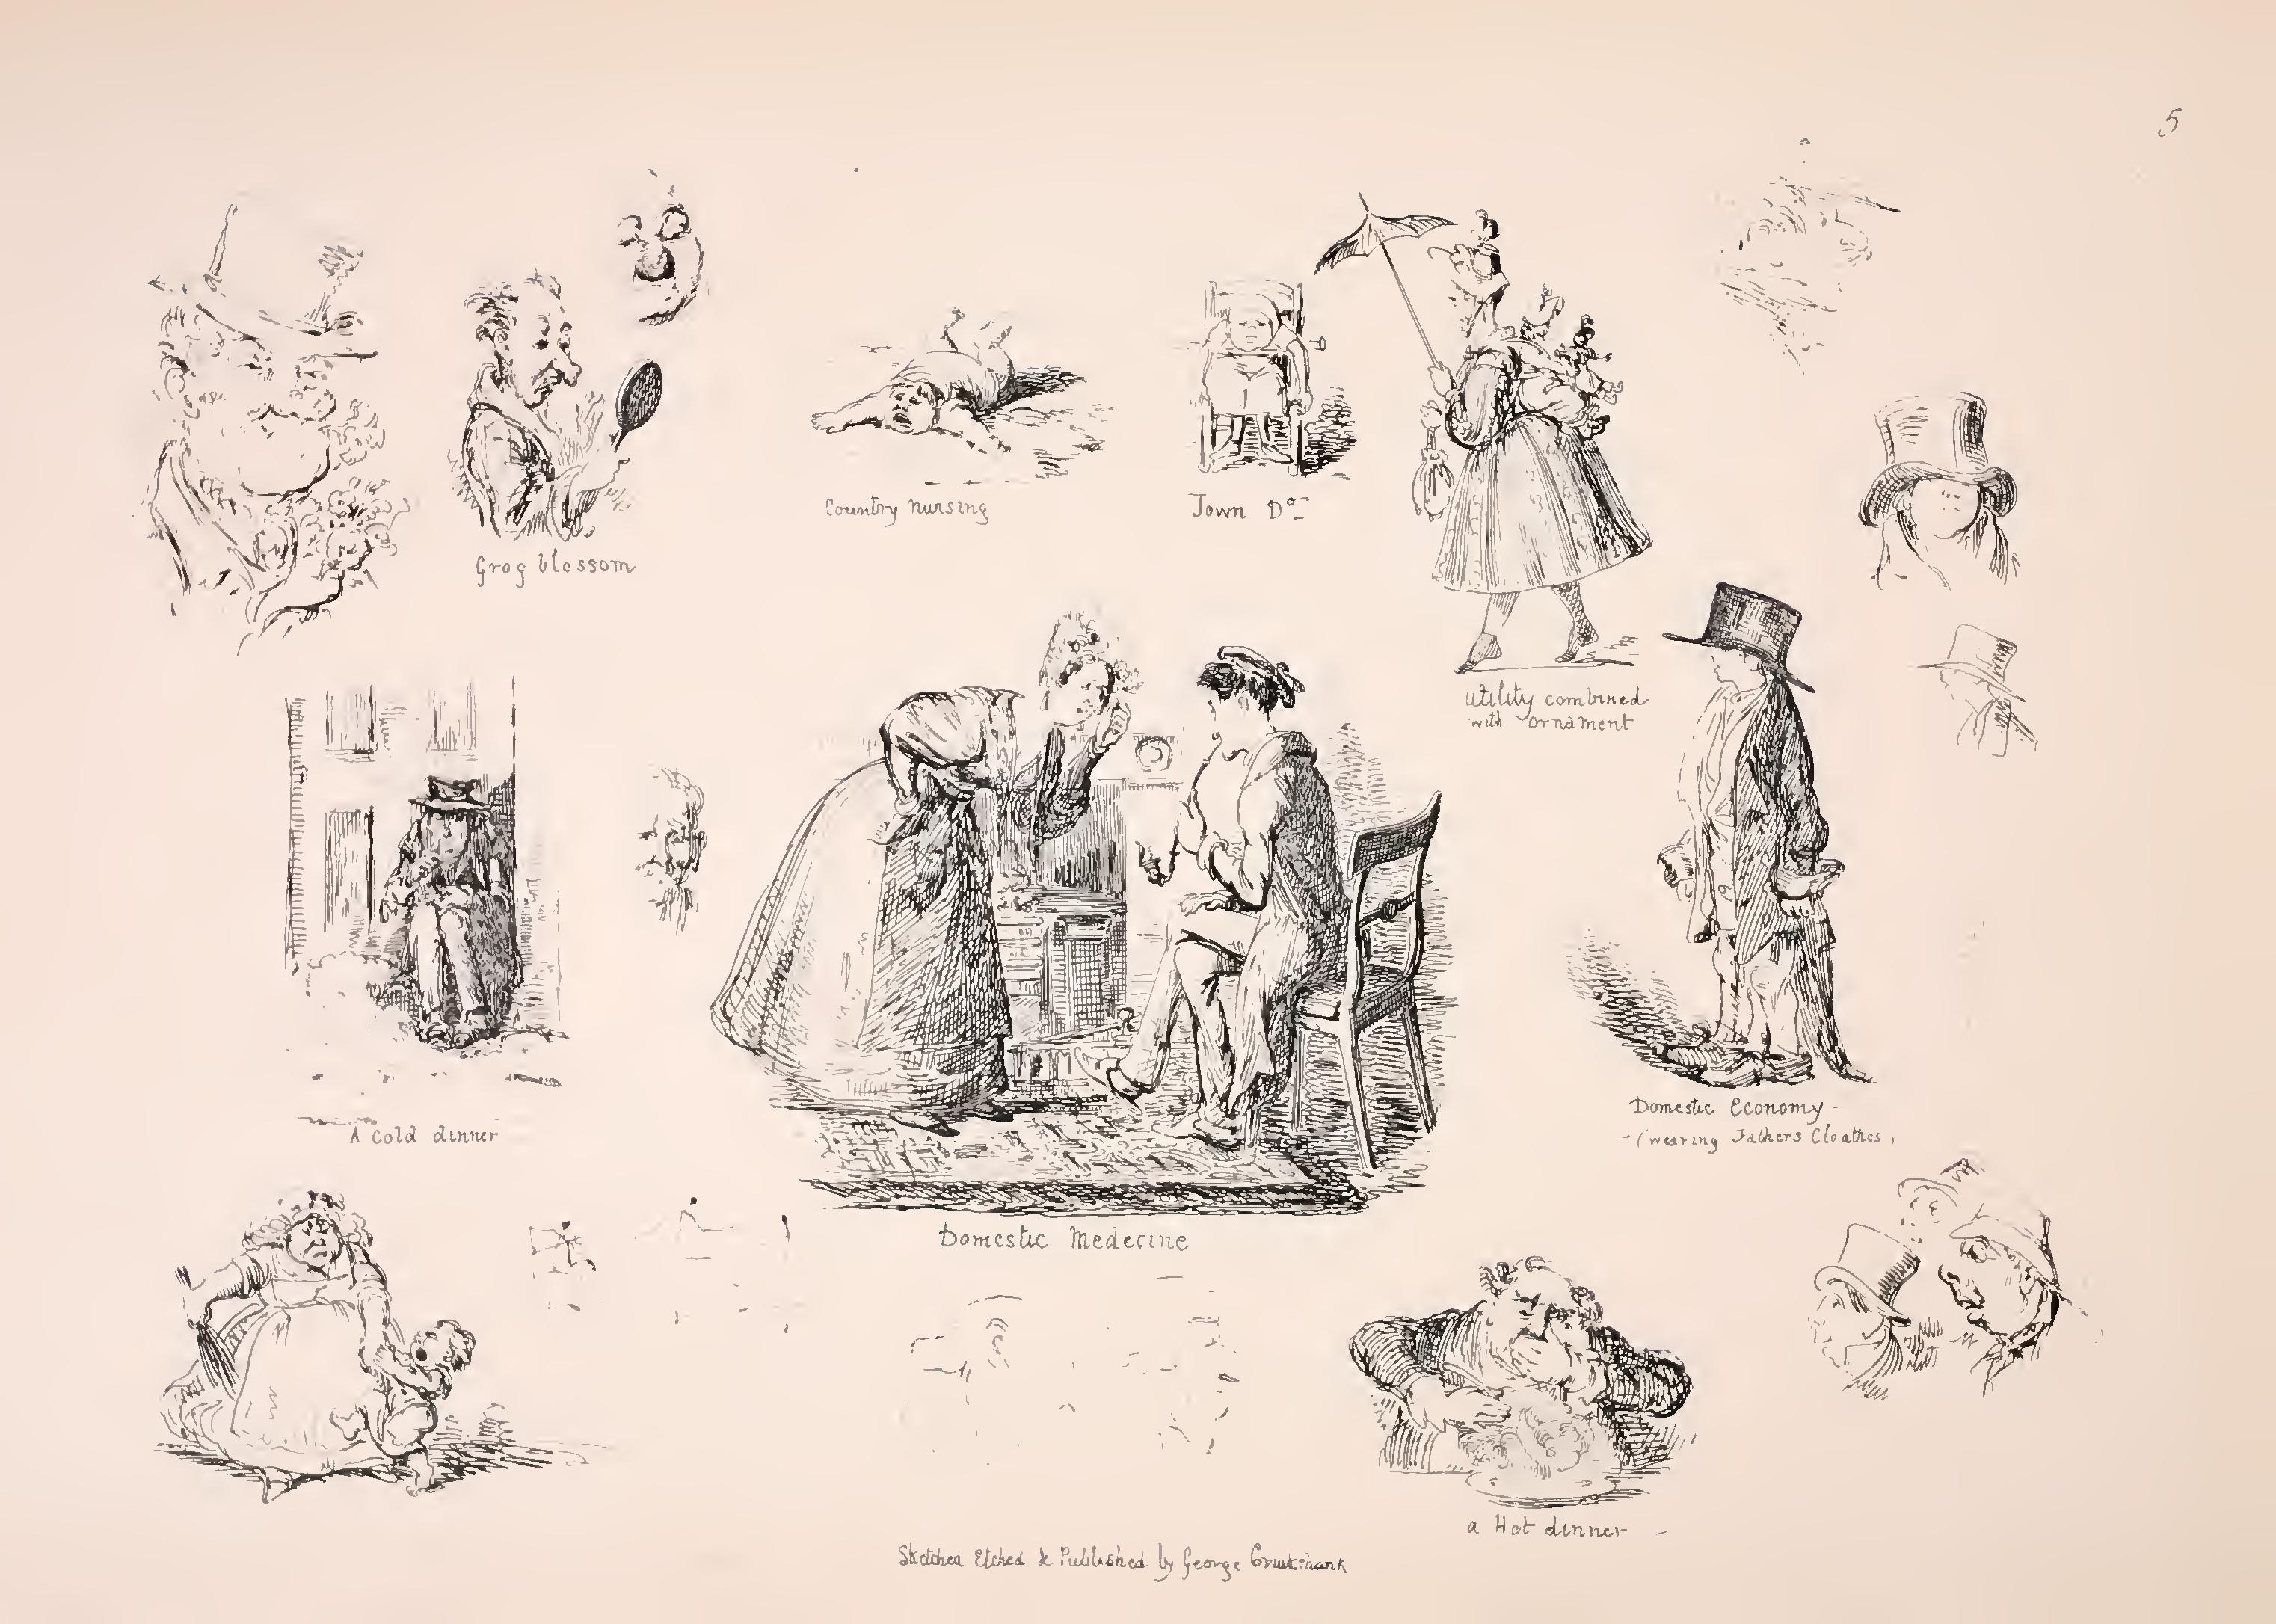 5
Grog blossom
Country nursing
Town Do
Utility combined
with ornament
A Cold dinner
Domestic Economy -
- (wearing Fathers Cloathes,
Domestic Medecine
a Hot dinner -
Sketched Etched & Published by George Cruikshank